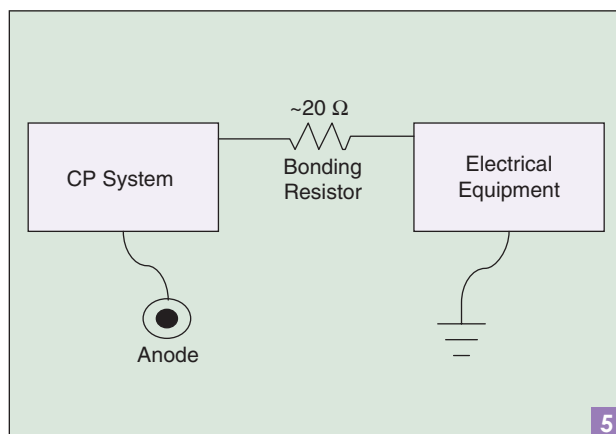 ~20 Ω
CP System
Bonding
Resistor
Electrical
Equipment
Anode
5